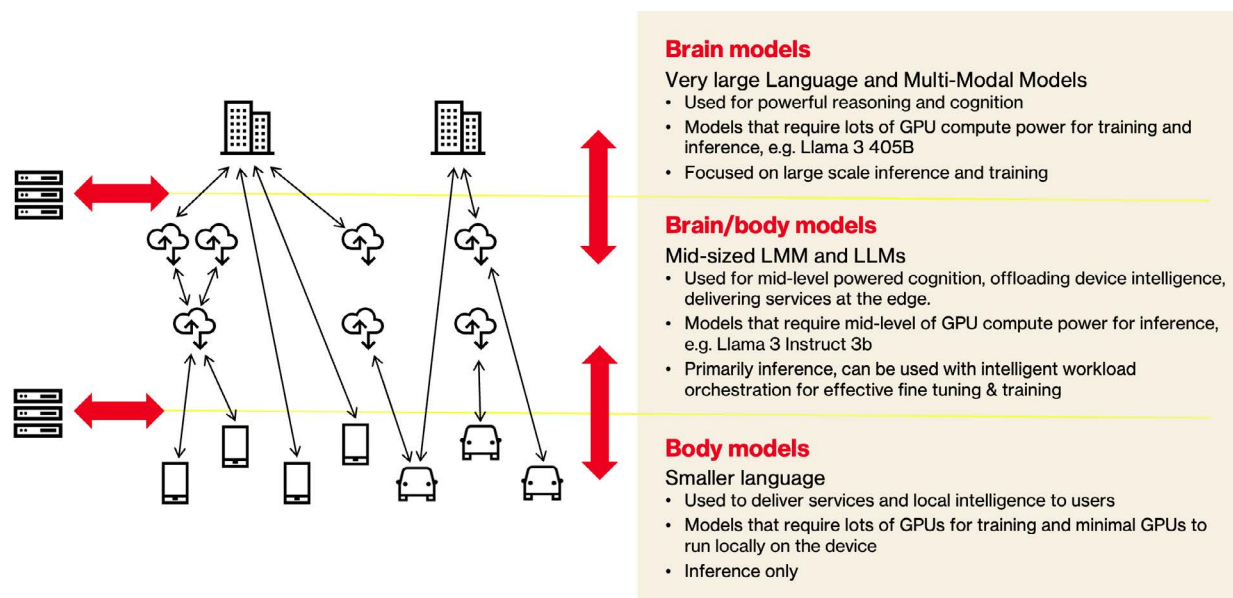 Brain models
Very large Language and Multi-Modal Models
• Used for powerful reasoning and cognition
• Models that require lots of GPU compute power for training and
inference, e.g. Llama 3 405B
• Focused on large scale inference and training
Brain/body models
Mid-sized LMM and LLMs
• Used for mid-level powered cognition, offloading device intelligence,
delivering services at the edge.
• Models that require mid-level of GPU compute power for inference,
e.g. Llama 3 Instruct 3b
• Primarily inference, can be used with intelligent workload
orchestration for effective fine tuning & training
Body models
Smaller language
• Used to deliver services and local intelligence to users
• Models that require lots of GPUs for training and minimal GPUs to
run locally on the device
• Inference only